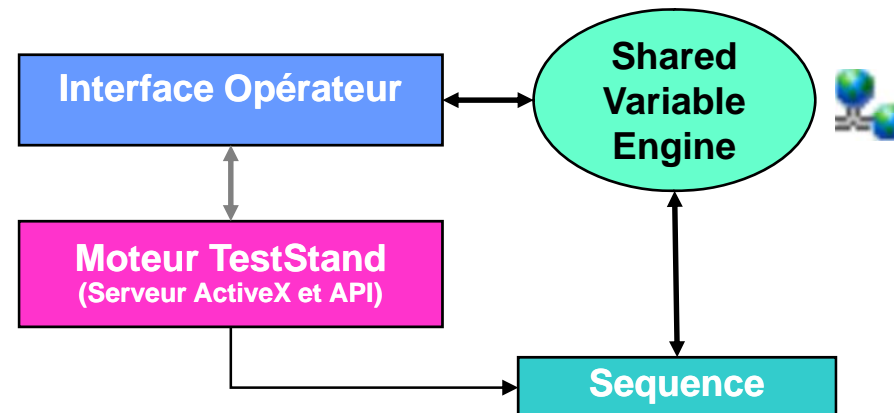 Interface Opérateur
Shared
Variable
Engine
Moteur TestStand
(Serveur ActiveX et API)
Sequence